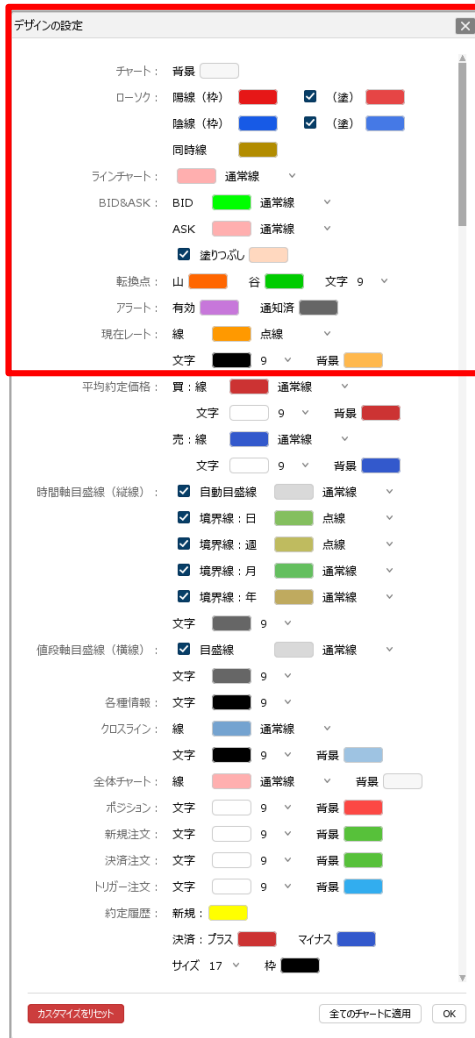 デザインの設定
チャート： 背景
ローソク： 陽線（枠） （塗）
陰線（枠） （塗）
同時線
ラインチャート： 通常線
BID&ASK： BID 通常線
ASK 通常線
塗りつぶし
転換点： 山 谷 文字 9
アラート： 有効 通知済
現在レート： 線 点線
文字 9 背景
平均約定価格： 買：線 通常線
文字 9 背景
売：線 通常線
文字 9 背景
時間軸目盛線（縦線）： 自動目盛線 通常線
境界線：日 点線
境界線：週 点線
境界線：月 通常線
境界線：年 通常線
文字 9
値段軸目盛線（横線）： 目盛線 通常線
文字 9
各種情報： 文字 9
クロスライン： 線 通常線
文字 9 背景
全体チャート： 線 通常線 背景
ポジション： 文字 9 背景
新規注文： 文字 9 背景
決済注文： 文字 9 背景
トリガー注文： 文字 9 背景
約定履歴： 新規：
決済：プラス マイナス
サイズ 17 枠
カスタマイズをリセット 全てのチャートに適用 OK